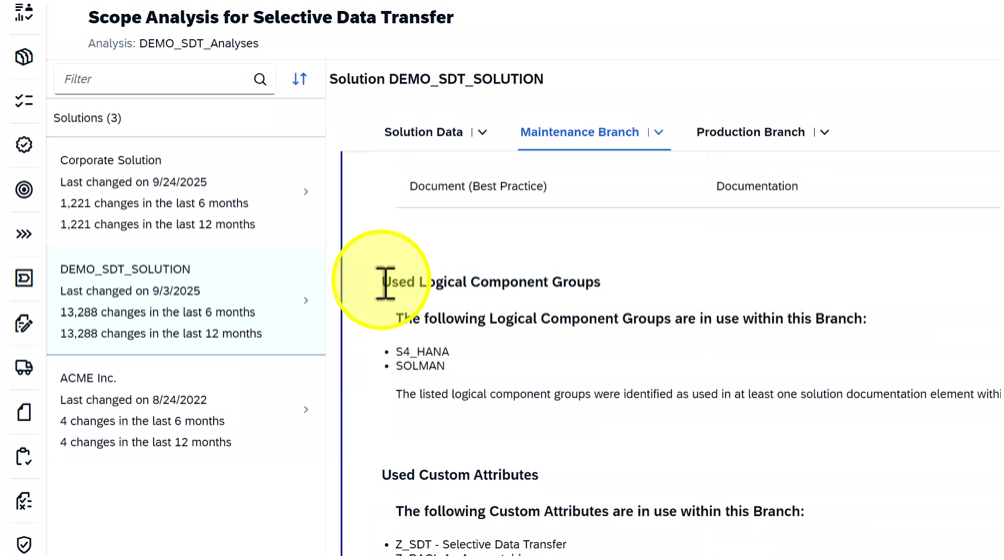 Scope Analysis for Selective Data Transfer
Analysis: DEMO_SDT_Analyses
Filter
Solutions (3)
Corporate Solution
Last changed on 9/24/2025
1,221 changes in the last 6 months
1,221 changes in the last 12 months
DEMO_SDT_SOLUTION
Last changed on 9/3/2025
13,288 changes in the last 6 months
13,288 changes in the last 12 months
ACME Inc.
Last changed on 8/24/2022
4 changes in the last 6 months
4 changes in the last 12 months
Solution DEMO_SDT_SOLUTION
Solution Data
Maintenance Branch
Production Branch
Document (Best Practice) Documentation
Used Logical Component Groups
The following Logical Component Groups are in use within this Branch:
• S4_HANA
• SOLMAN
The listed logical component groups were identified as used in at least one solution documentation element withi
Used Custom Attributes
The following Custom Attributes are in use within this Branch:
• Z_SDT - Selective Data Transfer